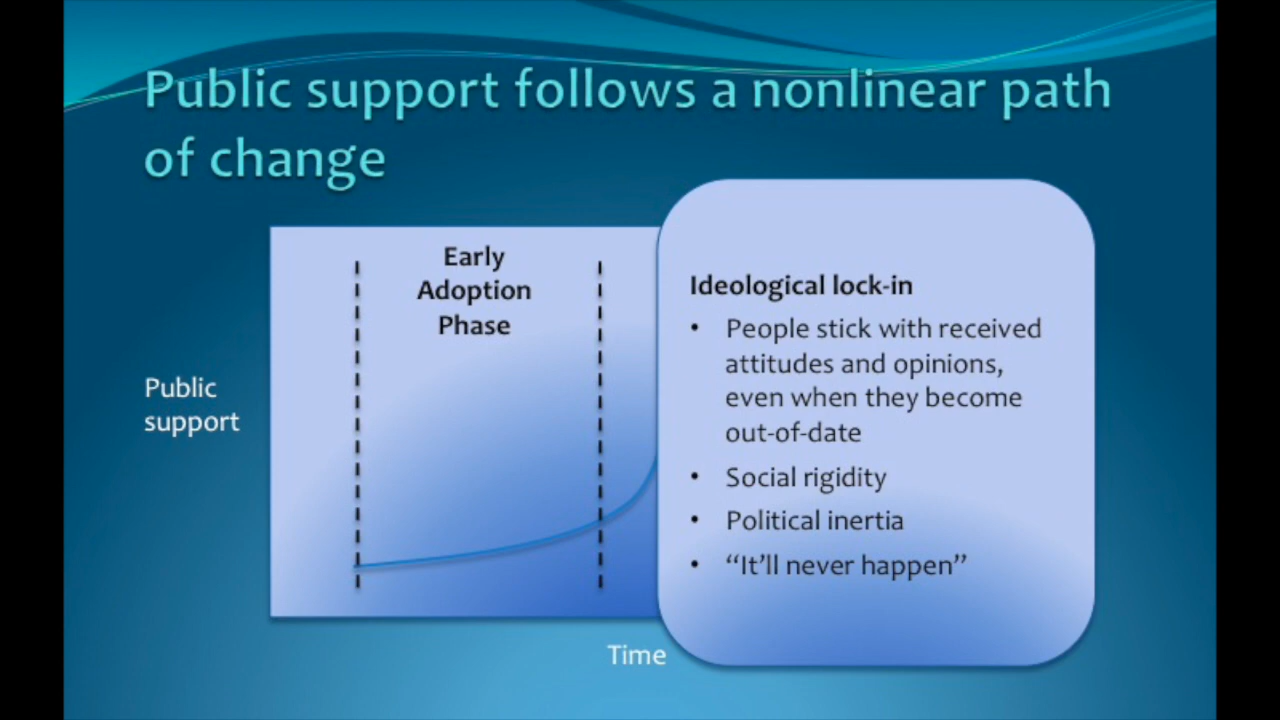 Public support follows a nonlinear path
of change
Early
Adoption
Phase
Public
support
Time
Ideological lock-in
• People stick with received
attitudes and opinions,
even when they become
out-of-date
• Social rigidity
• Political inertia
• “It’ll never happen”